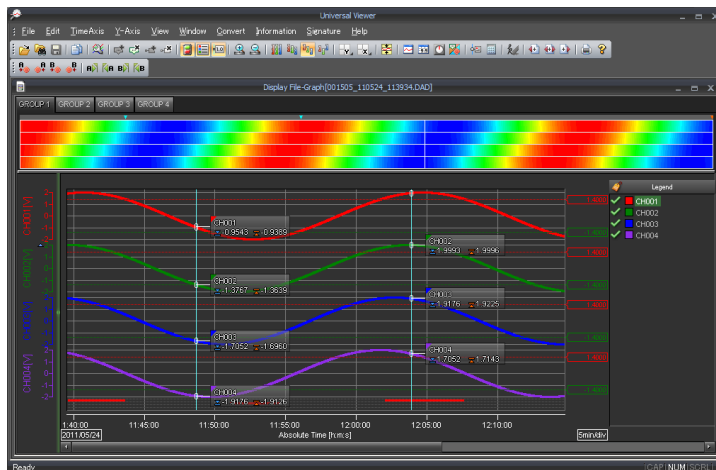 Universal Viewer
File Edit TimeAxis Y-Axis View Window Convert Information Signature Help
Display File-Graph[001505_110524_113934.DAD]
GROUP 1 GROUP 2 GROUP 3 GROUP 4
Legend
CH001
CH002
CH003
CH004
CH001[V]
CH002[V]
CH003[V]
CH004[V]
CH001
-0.9543 -0.9389
CH002
1.9993 1.9996
CH002
-1.3767 -1.3639
CH003
1.9176 1.9225
CH003
-1.7052 -1.6960
CH004
1.7052 1.7143
CH004
-1.9176 -1.9126
1:40:00 11:45:00 11:50:00 11:55:00 12:00:00 12:05:00 12:10:00
2011/05/24 Absolute Time [h:m:s] 5min/div
Ready CAP NUM SCRL